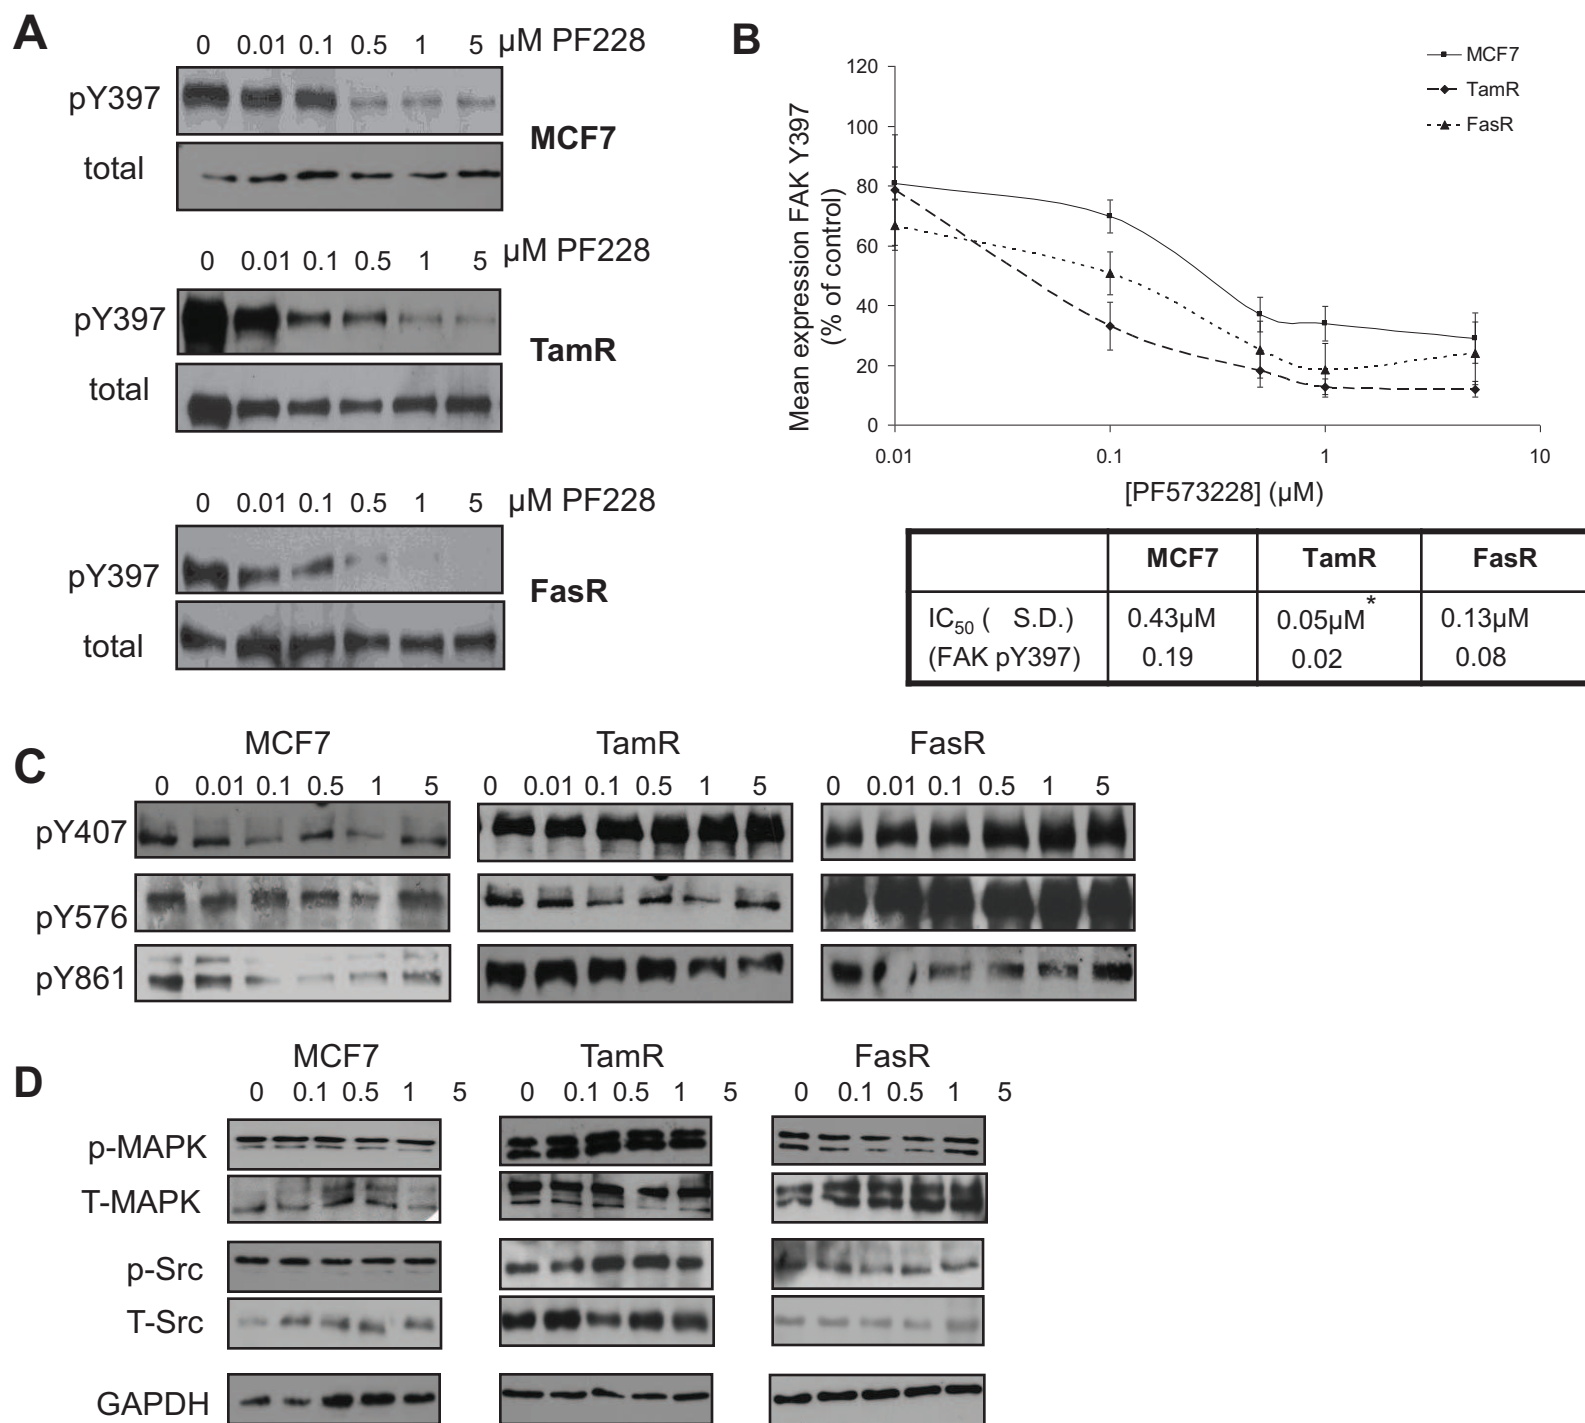 A
0 0.01 0.1 0.5 1 5 µM PF228
pY397
total
MCF7
0 0.01 0.1 0.5 1 5 µM PF228
pY397
total
TamR
0 0.01 0.1 0.5 1 5 µM PF228
pY397
total
FasR
B
MCF7
TamR
FasR
Mean expression FAK Y397
(% of control)
120
100
80
60
40
20
0
0.01 0.1 1 10
[PF573228] (µM)
MCF7 TamR FasR
IC50 ( S.D.) 0.43µM 0.05µM* 0.13µM
(FAK pY397) 0.19 0.02 0.08
C
MCF7 TamR FasR
0 0.01 0.1 0.5 1 5 0 0.01 0.1 0.5 1 5 0 0.01 0.1 0.5 1 5
pY407
pY576
pY861
D
MCF7 TamR FasR
0 0.1 0.5 1 5 0 0.1 0.5 1 5 0 0.1 0.5 1 5
p-MAPK
T-MAPK
p-Src
T-Src
GAPDH